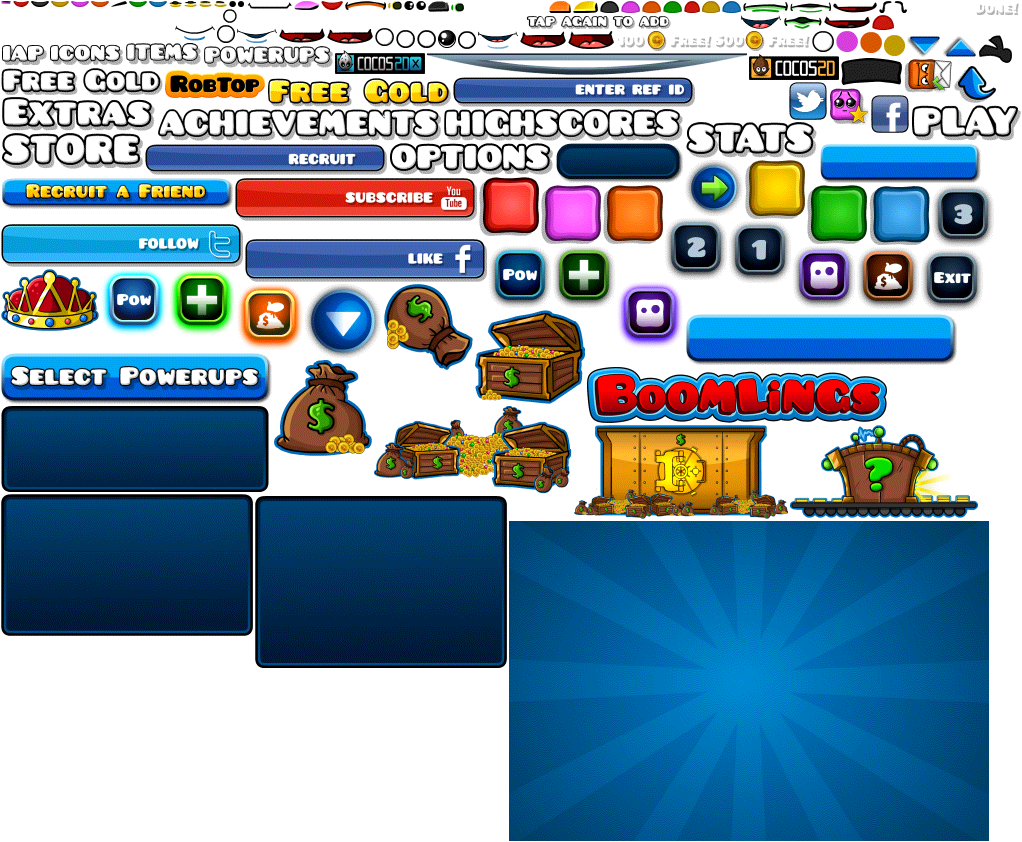 DONE!
TAP AGAIN TO ADD
100 FREE! 500 FREE!
IAP ICONS ITEMS POWERUPS
COCOS2DX
COCOS2D
FREE GOLD
ROBTOP
FREE GOLD
ENTER REF ID
EXTRAS
ACHIEVEMENTS
HIGHSCORES
PLAY
STATS
STORE
RECRUIT
OPTIONS
RECRUIT A FRIEND
SUBSCRIBE
You
Tube
FOLLOW
LIKE
3
2
1
POW
EXIT
POW
SELECT POWERUPS
BOOMLINGS
$
$
$
$
$
$
$
?